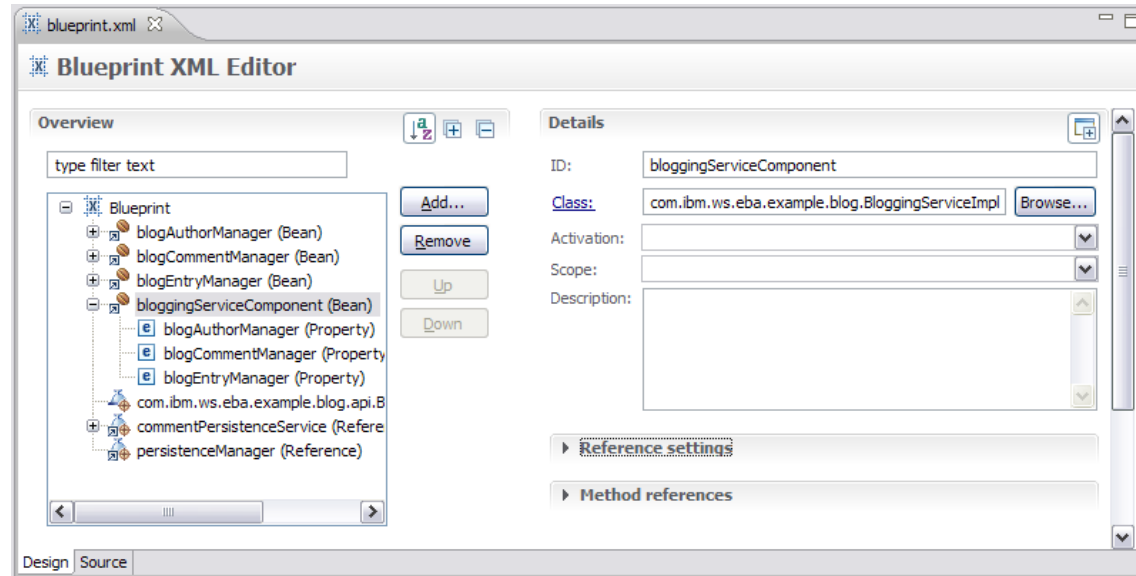 blueprint.xml
Blueprint XML Editor
Overview
type filter text
Blueprint
blogAuthorManager (Bean)
blogCommentManager (Bean)
blogEntryManager (Bean)
bloggingServiceComponent (Bean)
blogAuthorManager (Property)
blogCommentManager (Property
blogEntryManager (Property)
com.ibm.ws.eba.example.blog.api.B
commentPersistenceService (Refere
persistenceManager (Reference)
Add...
Remove
Up
Down
Details
ID: bloggingServiceComponent
Class: com.ibm.ws.eba.example.blog.BloggingServiceImpl Browse...
Activation:
Scope:
Description:
Reference settings
Method references
Design Source